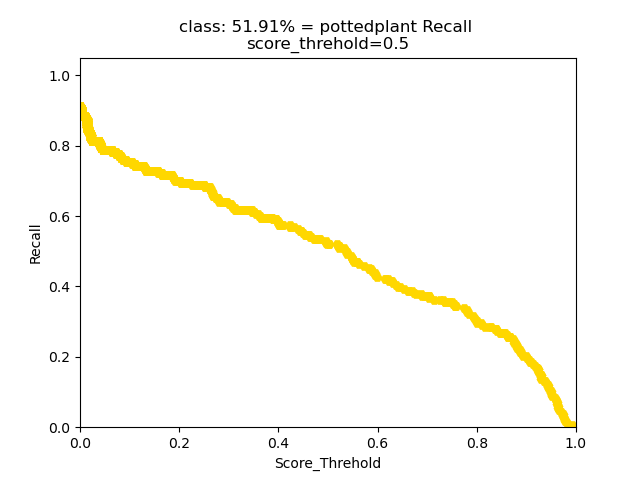 class: 51.91% = pottedplant Recall
score_threhold=0.5
1.0
0.8
0.6
0.4
0.2
0.0
Recall
0.0 0.2 0.4 0.6 0.8 1.0
Score_Threhold